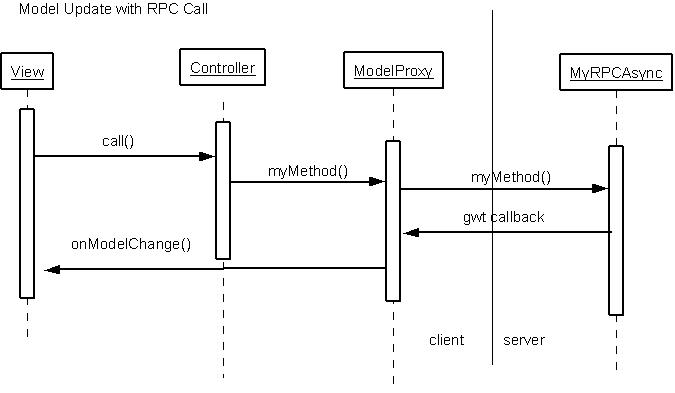 Model Update with RPC Call
View
Controller
ModelProxy
MyRPCAsync
call()
myMethod()
myMethod()
gwt callback
onModelChange()
client
server